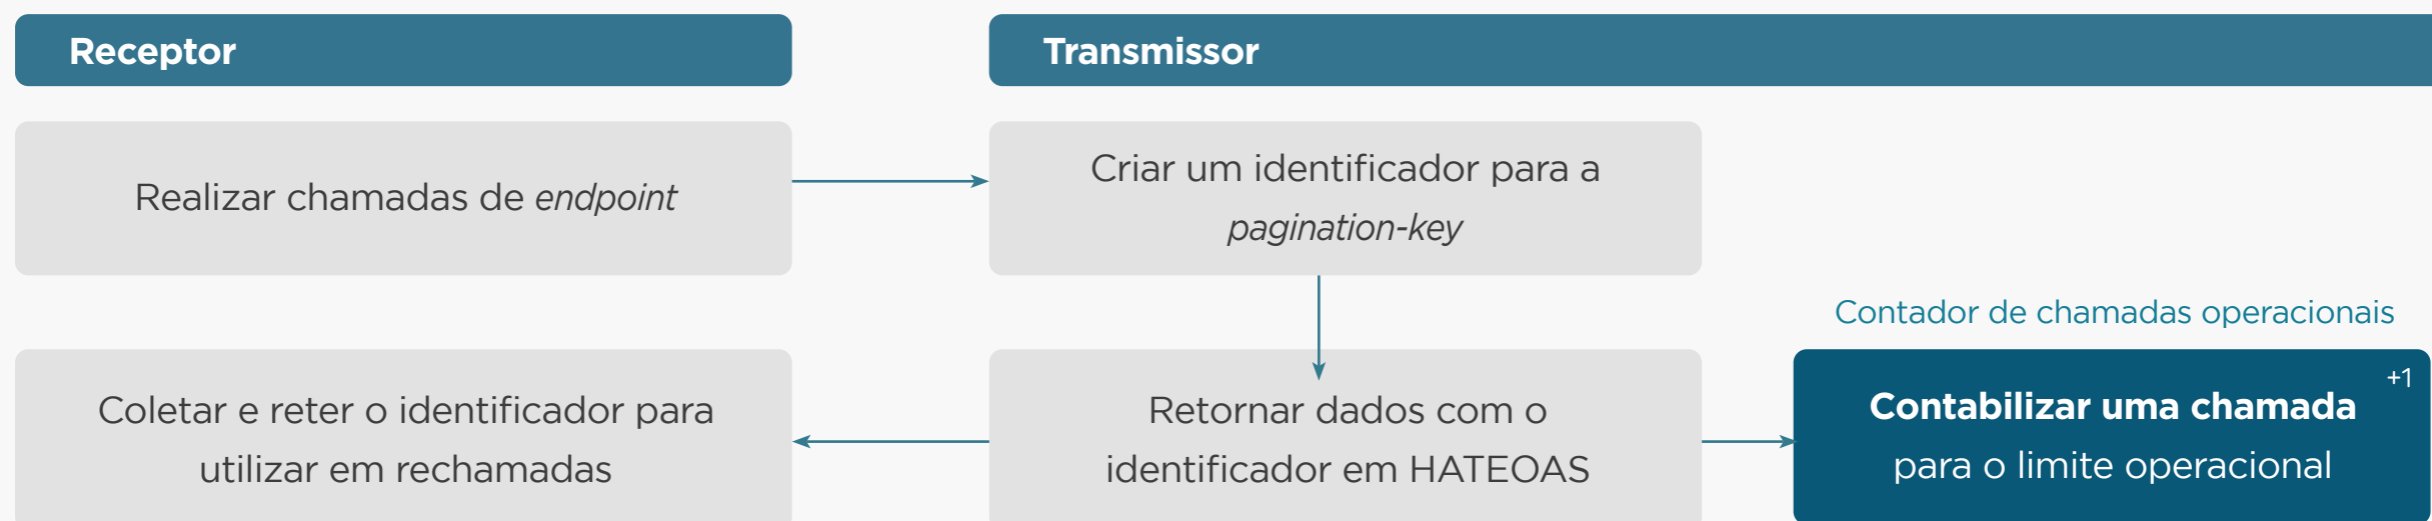 Receptor
Transmissor
Realizar chamadas de endpoint
Criar um identificador para a
pagination-key
Contador de chamadas operacionais
Coletar e reter o identificador para
utilizar em rechamadas
Retornar dados com o
identificador em HATEOAS
+1
Contabilizar uma chamada
para o limite operacional